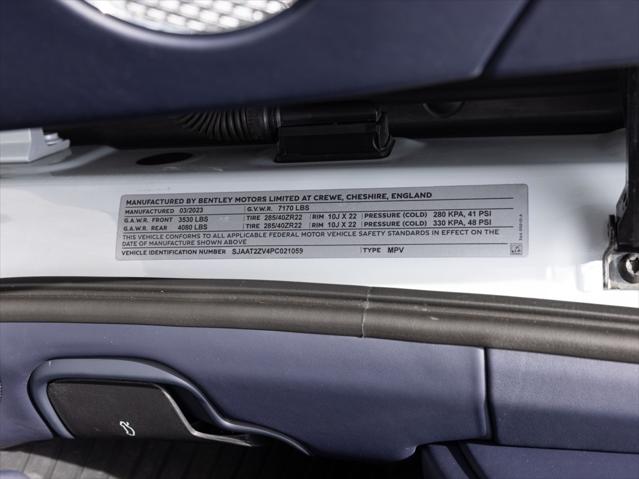 MANUFACTURED BY BENTLEY MOTORS LIMITED AT CREWE, CHESHIRE, ENGLAND
MANUFACTURED 03/2023 G.V.W.R. 7170 LBS
G.A.W.R. FRONT 3530 LBS TIRE 285/40ZR22 RIM 10J X 22 PRESSURE (COLD) 280 KPA, 41 PSI
G.A.W.R. REAR 4080 LBS TIRE 285/40ZR22 RIM 10J X 22 PRESSURE (COLD) 330 KPA, 48 PSI
THIS VEHICLE CONFORMS TO ALL APPLICABLE FEDERAL MOTOR VEHICLE SAFETY STANDARDS IN EFFECT ON THE
DATE OF MANUFACTURE SHOWN ABOVE
VEHICLE IDENTIFICATION NUMBER SJAAT2ZV4PC021059 TYPE MPV